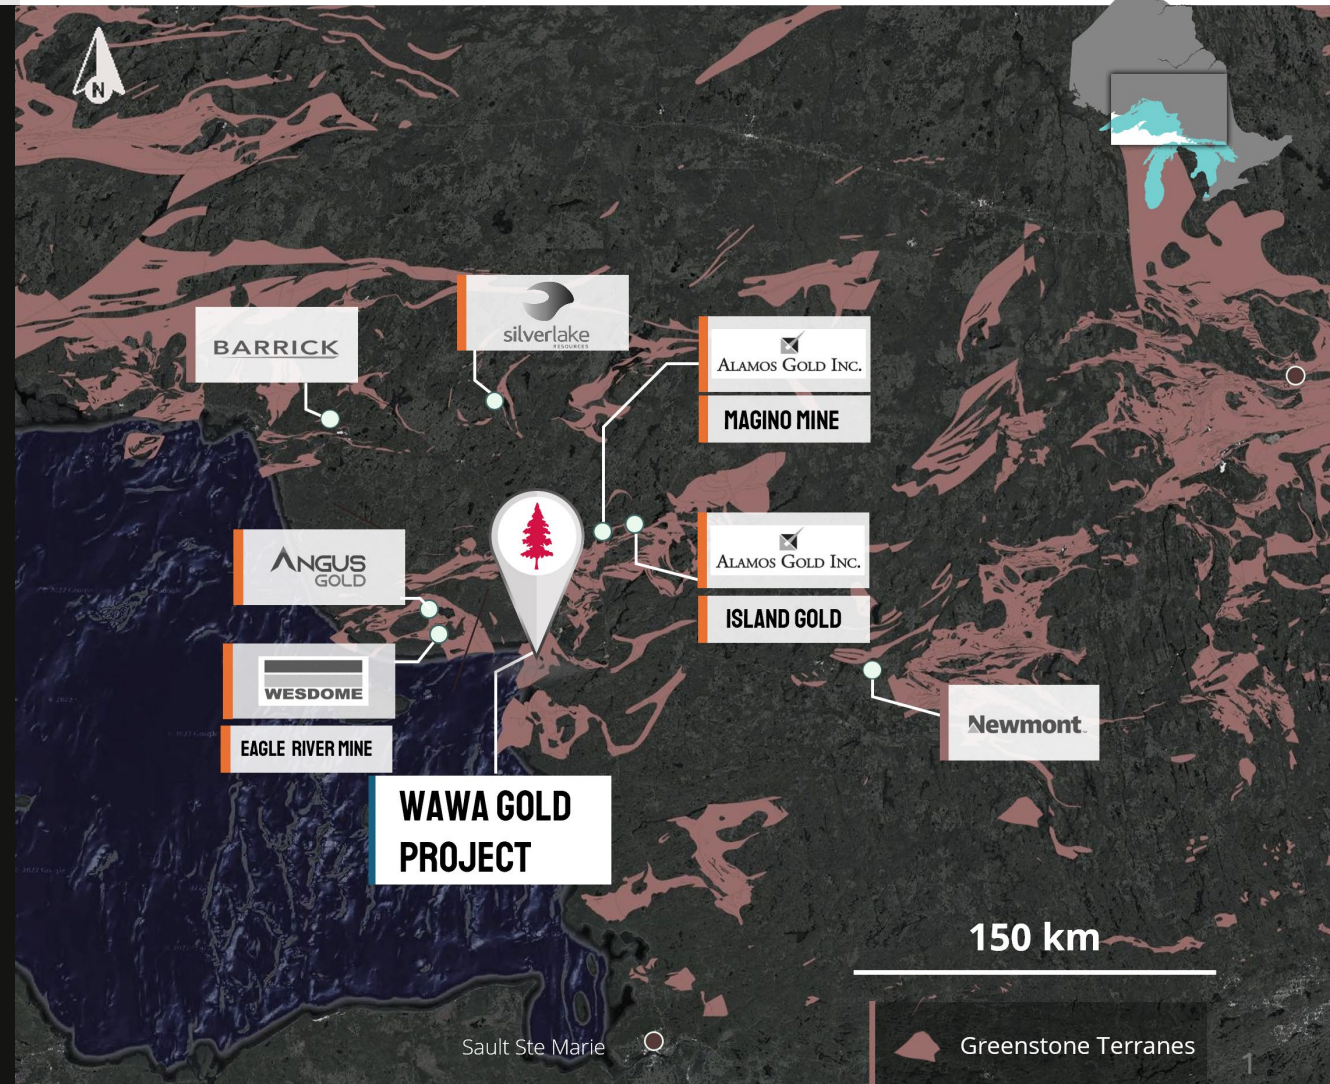 N
BARRICK
silverlake
RESOURCES
ALAMOS GOLD INC.
MAGINO MINE
ANGUS
GOLD
ALAMOS GOLD INC.
ISLAND GOLD
WESDOME
EAGLE RIVER MINE
Newmont
WAWA GOLD
PROJECT
150 km
Sault Ste Marie
Greenstone Terranes
1